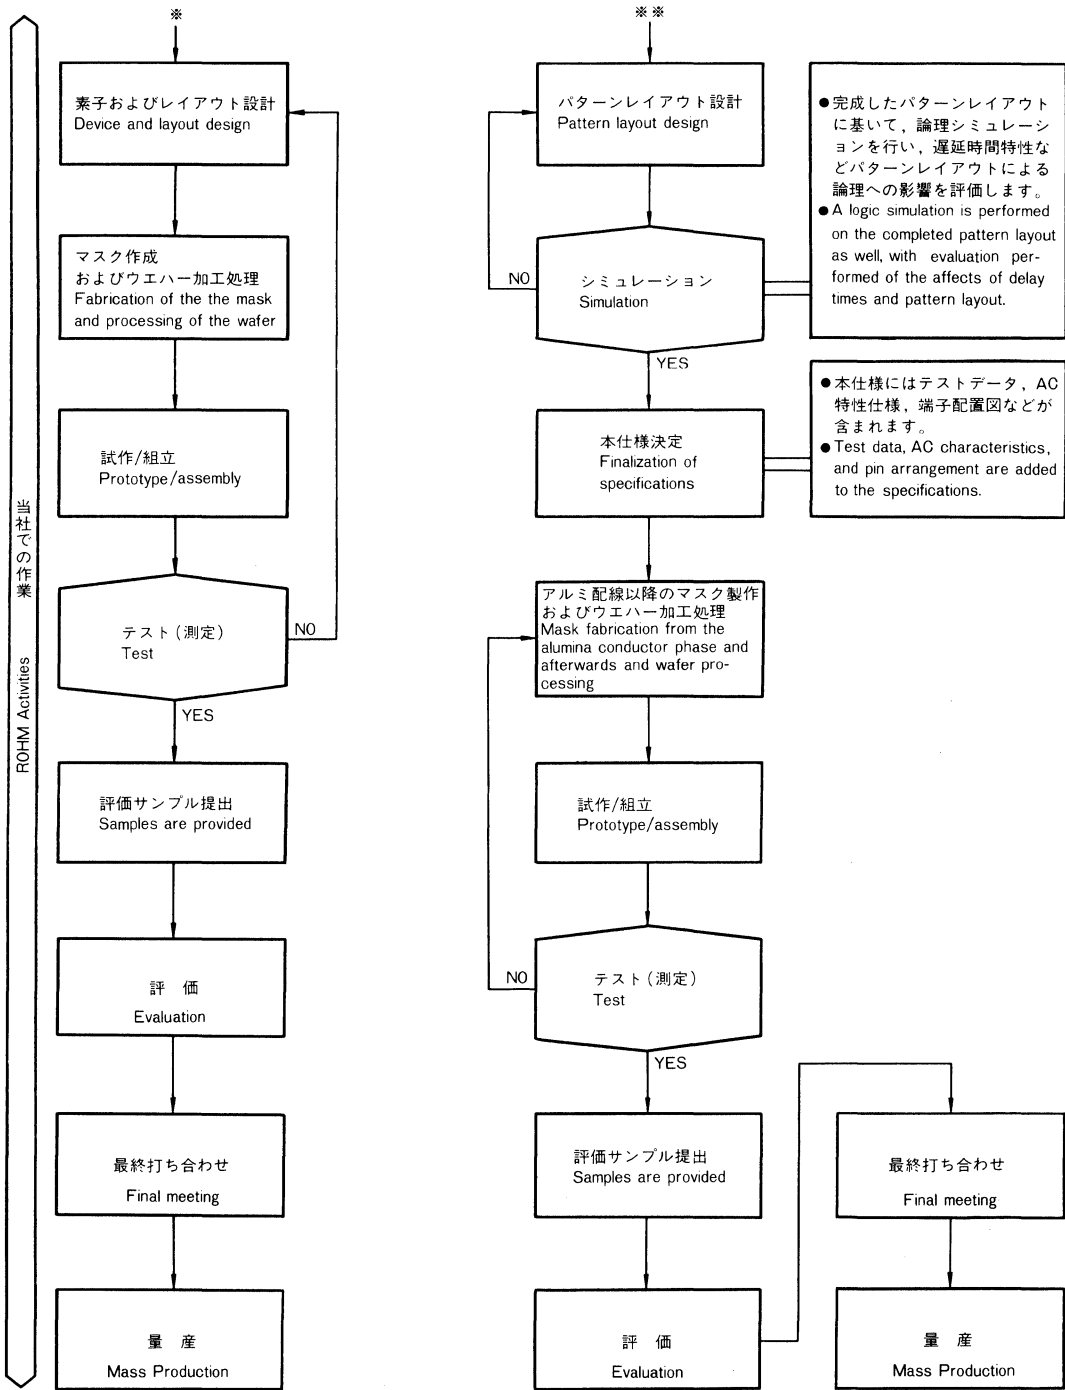 ※
素子およびレイアウト設計
Device and layout design
マスク作成
およびウエハー加工処理
Fabrication of the the mask
and processing of the wafer
試作/組立
Prototype/assembly
テスト(測定)
Test
NO
YES
評価サンプル提出
Samples are provided
評 価
Evaluation
最終打ち合わせ
Final meeting
量 産
Mass Production
当社での作業
ROHM Activities
※※
パターンレイアウト設計
Pattern layout design
シミュレーション
Simulation
NO
YES
●完成したパターンレイアウト
に基いて,論理シミュレーシ
ョンを行い,遅延時間特性な
どパターンレイアウトによる
論理への影響を評価します。
●A logic simulation is performed
on the completed pattern layout
as well, with evaluation per-
formed of the affects of delay
times and pattern layout.
本仕様決定
Finalization of
specifications
●本仕様にはテストデータ,AC
特性仕様,端子配置図などが
含まれます。
●Test data, AC characteristics,
and pin arrangement are added
to the specifications.
アルミ配線以降のマスク製作
およびウエハー加工処理
Mask fabrication from the
alumina conductor phase and
afterwards and wafer pro-
cessing
試作/組立
Prototype/assembly
テスト(測定)
Test
NO
YES
評価サンプル提出
Samples are provided
評 価
Evaluation
最終打ち合わせ
Final meeting
量 産
Mass Production